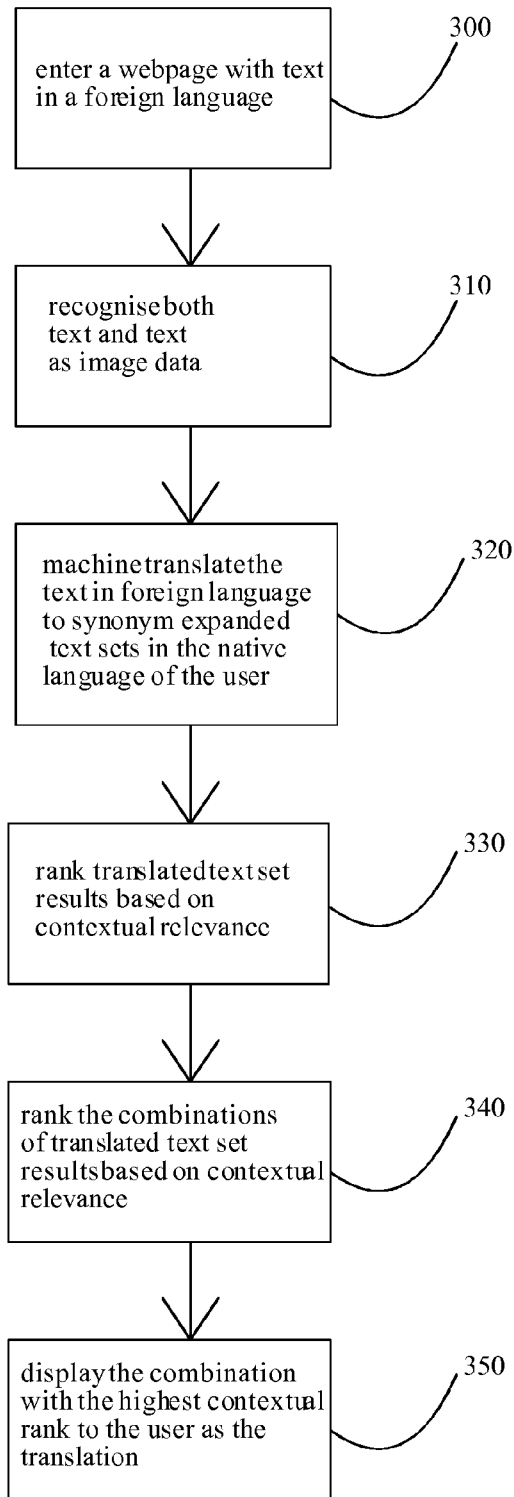 300
enter a webpage with text
in a foreign language
310
recognise both
text and text
as image data
320
machine translate the
text in foreign language
to synonym expanded
text sets in the native
language of the user
330
rank translated text set
results based on
contextual relevance
340
rank the combinations
of translated text set
results based on contextual
relevance
350
display the combination
with the highest contextual
rank to the user as the
translation